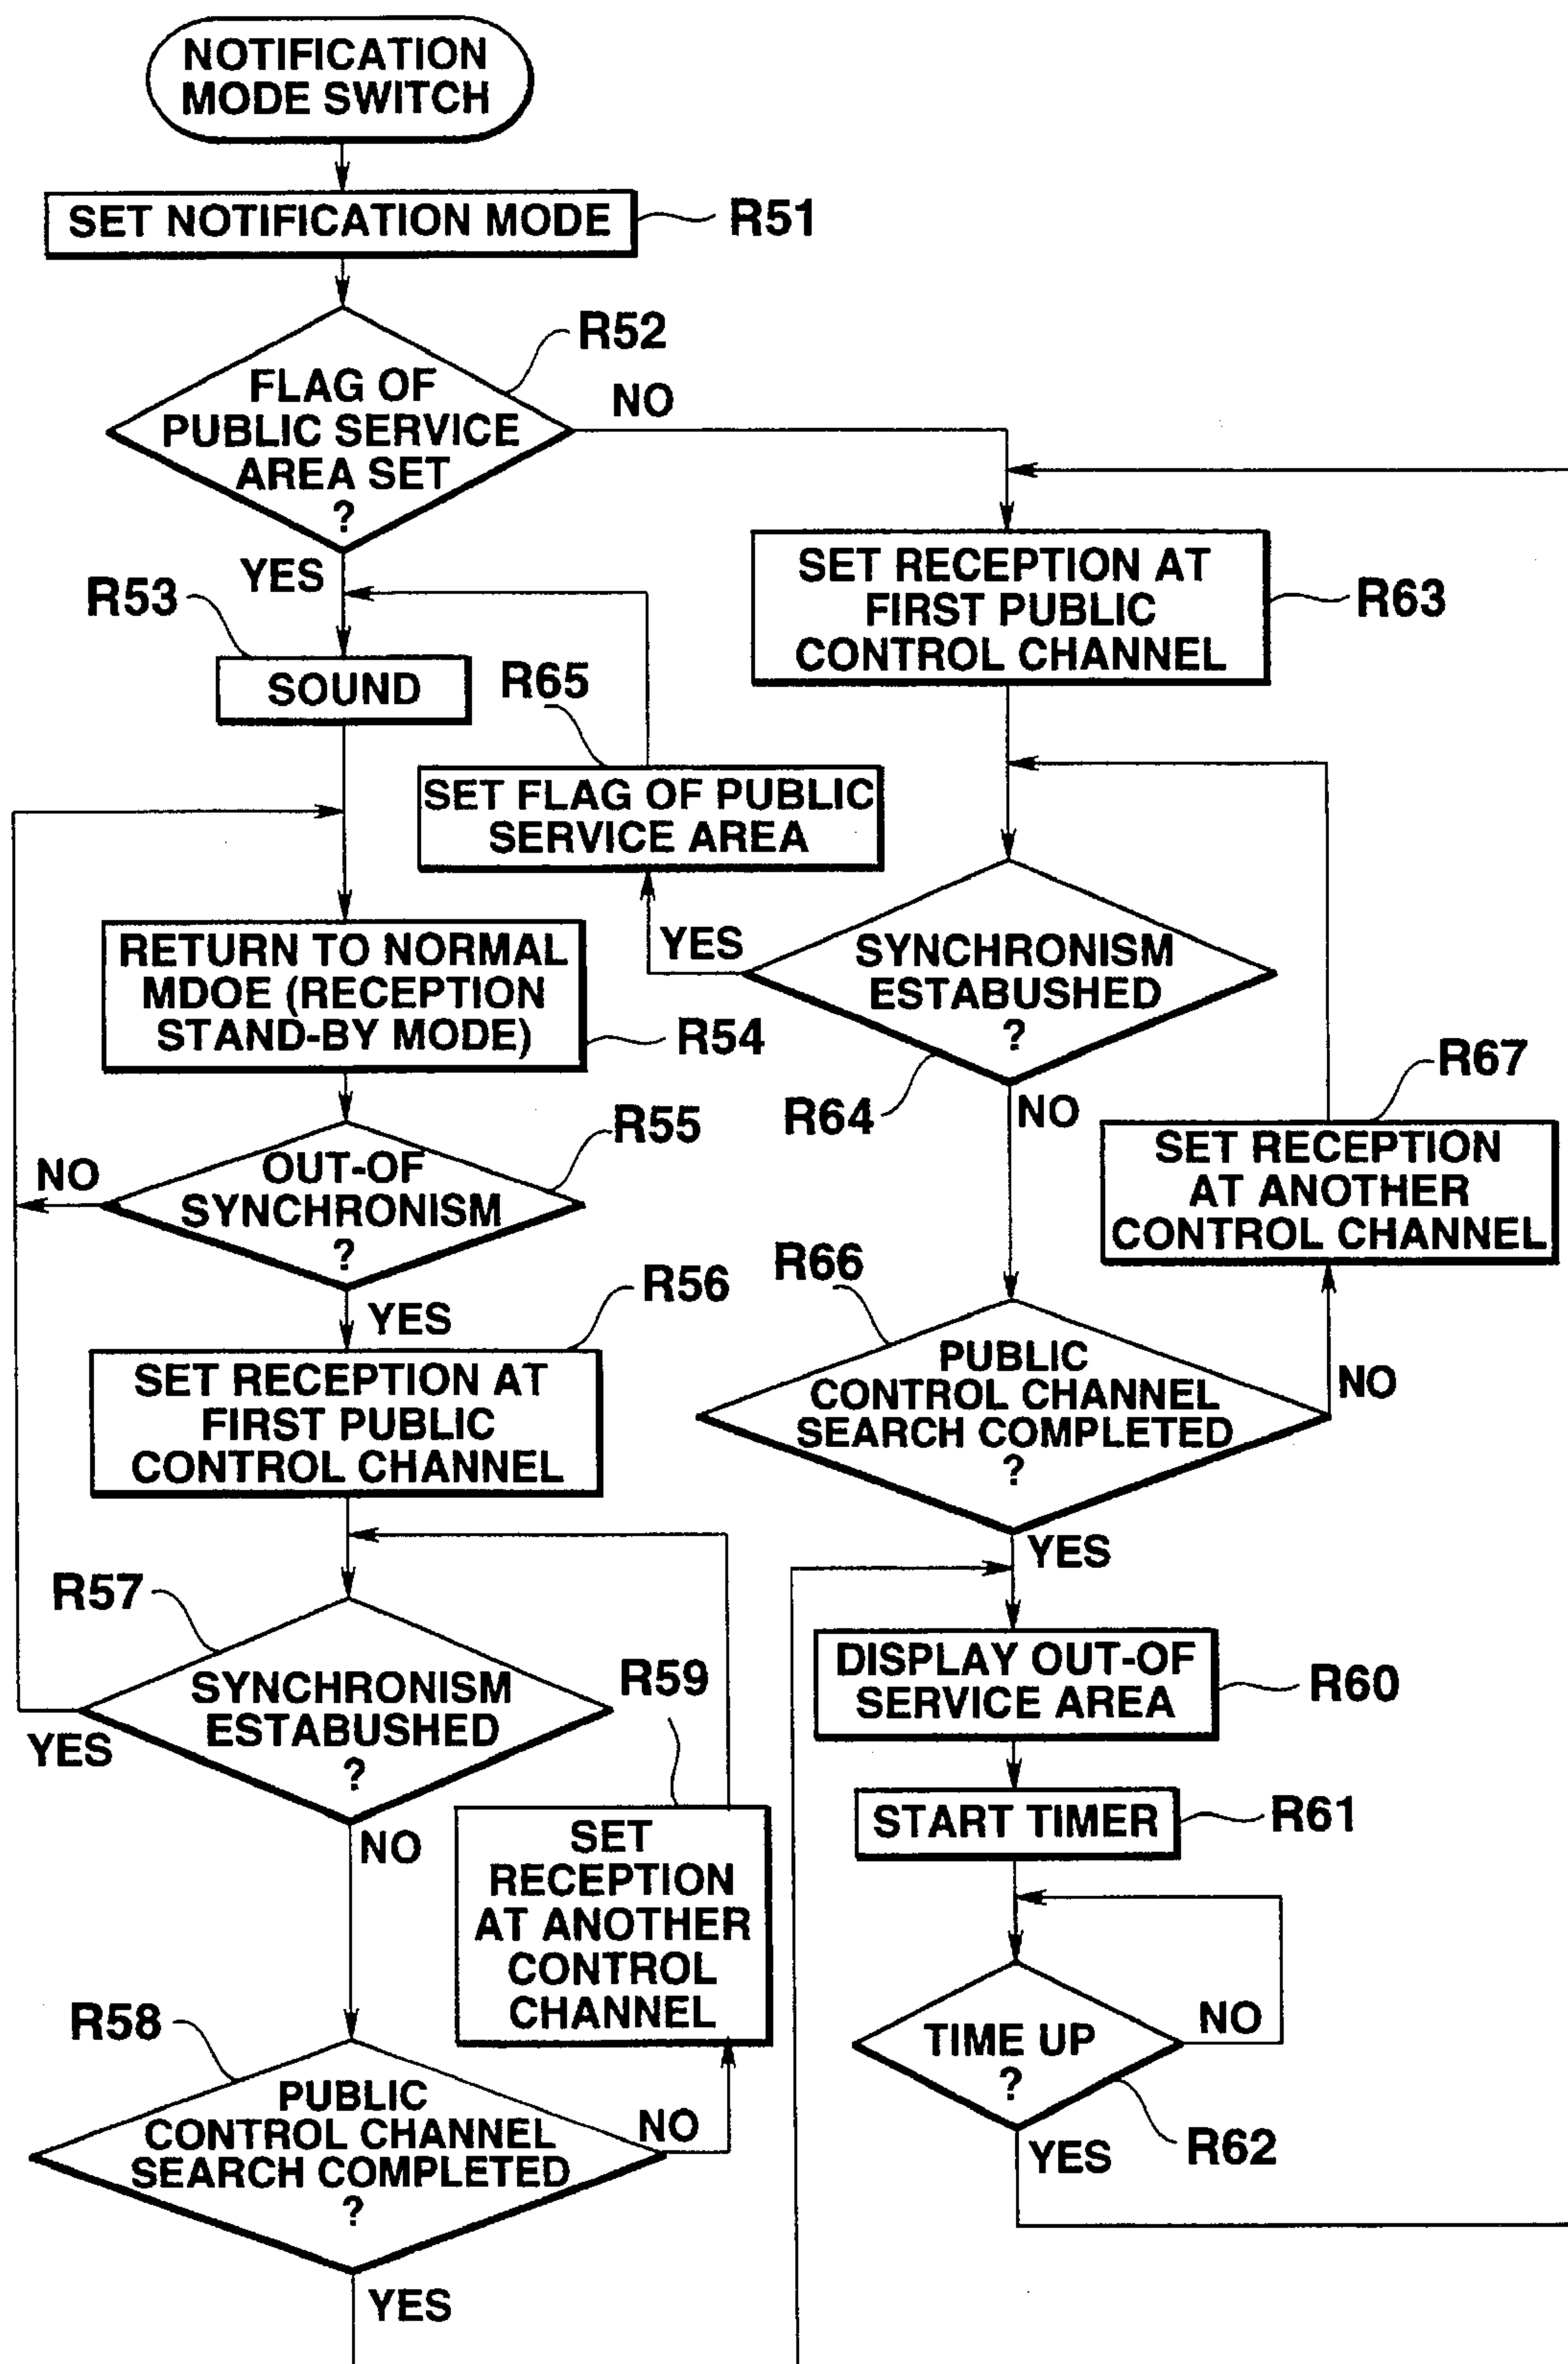 NOTIFICATION
MODE SWITCH
SET NOTIFICATION MODE
R51
R52
FLAG OF
PUBLIC SERVICE
AREA SET
?
NO
YES
R53
SOUND
R65
SET FLAG OF PUBLIC
SERVICE AREA
SET RECEPTION AT
FIRST PUBLIC
CONTROL CHANNEL
R63
RETURN TO NORMAL
MDOE (RECEPTION
STAND-BY MODE)
R54
YES
SYNCHRONISM
ESTABUSHED
?
R64
NO
R67
SET RECEPTION
AT ANOTHER
CONTROL CHANNEL
R55
NO
OUT-OF
SYNCHRONISM
?
YES
R56
SET RECEPTION AT
FIRST PUBLIC
CONTROL CHANNEL
R66
PUBLIC
CONTROL CHANNEL
SEARCH COMPLETED
?
NO
YES
R57
SYNCHRONISM
ESTABUSHED
?
YES
NO
R59
SET
RECEPTION
AT ANOTHER
CONTROL
CHANNEL
DISPLAY OUT-OF
SERVICE AREA
R60
START TIMER
R61
TIME UP
?
NO
R62
YES
R58
PUBLIC
CONTROL CHANNEL
SEARCH COMPLETED
?
NO
YES